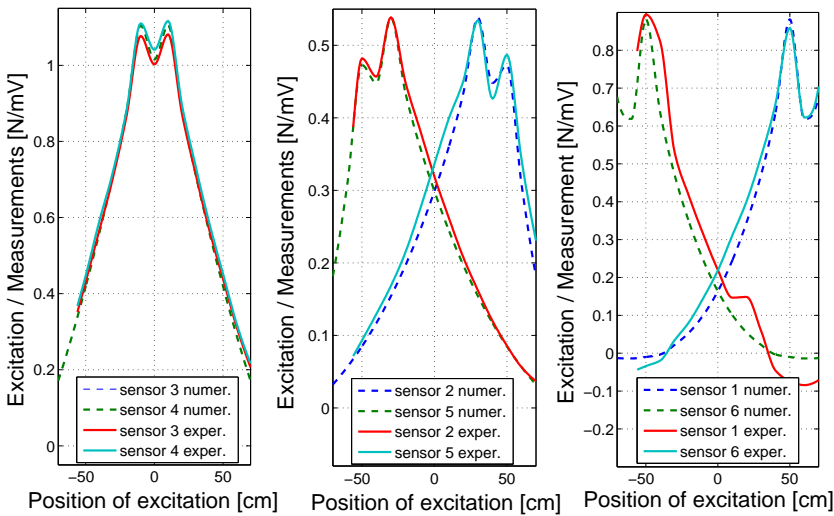 Excitation / Measurements [N/mV]
1
0.8
0.6
0.4
0.2
0
sensor 3 numer.
sensor 4 numer.
sensor 3 exper.
sensor 4 exper.
−50
0
50
Position of excitation [cm]
Excitation / Measurements [N/mV]
0.5
0.4
0.3
0.2
0.1
0
sensor 2 numer.
sensor 5 numer.
sensor 2 exper.
sensor 5 exper.
−50
0
50
Position of excitation [cm]
Excitation / Measurement [N/mV]
0.8
0.7
0.6
0.5
0.4
0.3
0.2
0.1
0
−0.1
−0.2
sensor 1 numer.
sensor 6 numer.
sensor 1 exper.
sensor 6 exper.
−50
0
50
Position of excitation [cm]